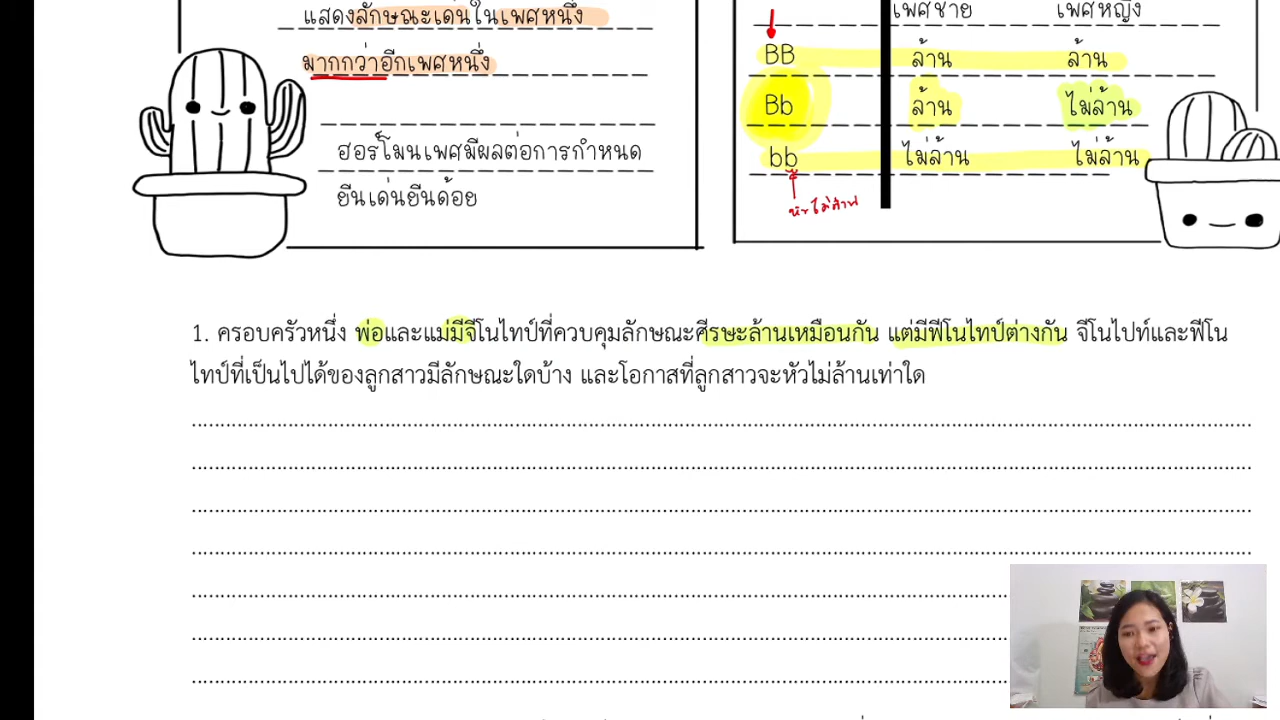 แสดงลักษณะเด่นในเพศหนึ่ง
มากกว่าอีกเพศหนึ่ง
ฮอร์โมนเพศมีผลต่อการกำหนด
ยีนเด่นยีนด้อย
เพศชาย เพศหญิง
BB ล้าน ล้าน
Bb ล้าน ไม่ล้าน
bb ไม่ล้าน ไม่ล้าน
หัวไม่ล้าน
1. ครอบครัวหนึ่ง พ่อและแม่มีจีโนไทป์ที่ควบคุมลักษณะศีรษะล้านเหมือนกัน แต่มีฟีโนไทป์ต่างกัน จีโนไปท์และฟีโน
ไทป์ที่เป็นไปได้ของลูกสาวมีลักษณะใดบ้าง และโอกาสที่ลูกสาวจะหัวไม่ล้านเท่าใด